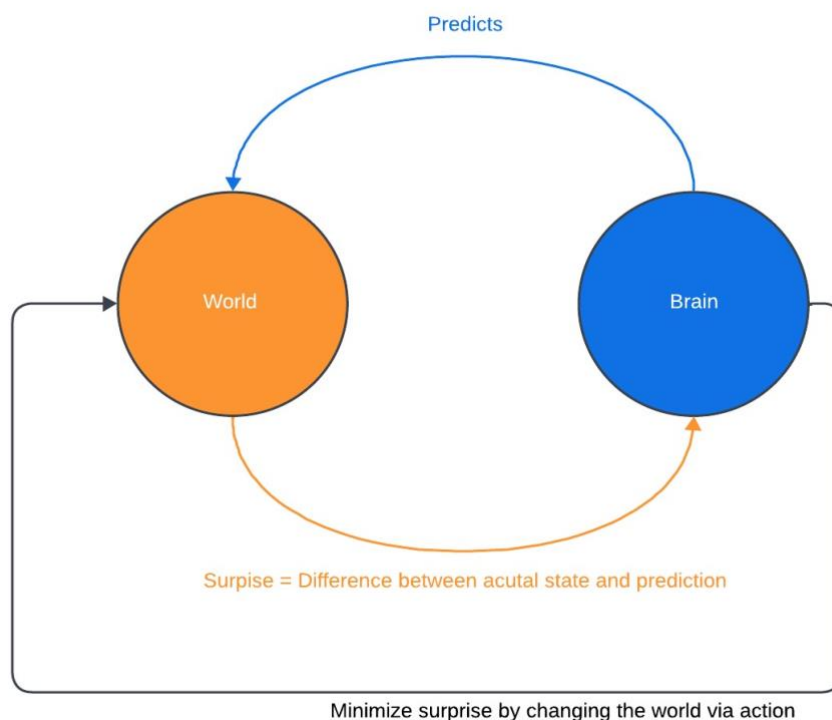 Predicts
World
Brain
Surpise = Difference between acutal state and prediction
Minimize surprise by changing the world via action